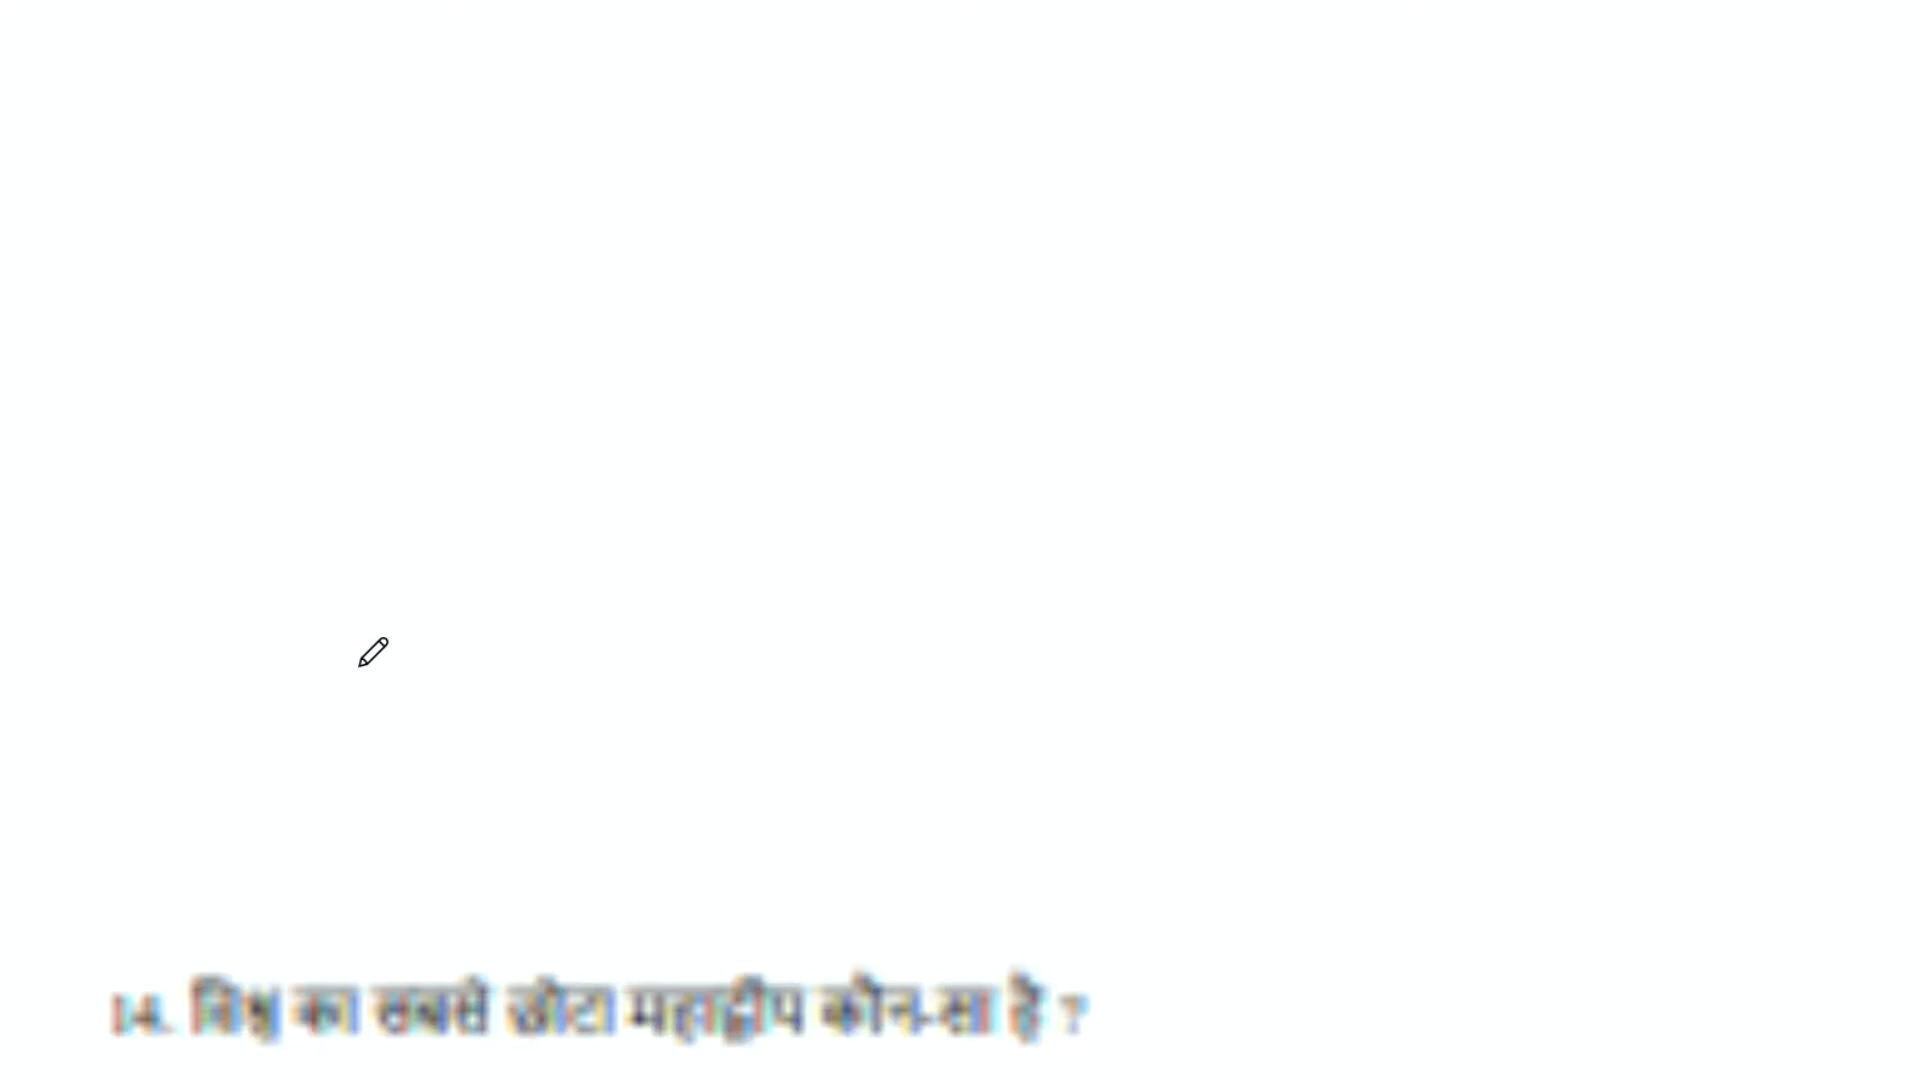 14. विश्व का सबसे छोटा महाद्वीप कौन-सा है ?